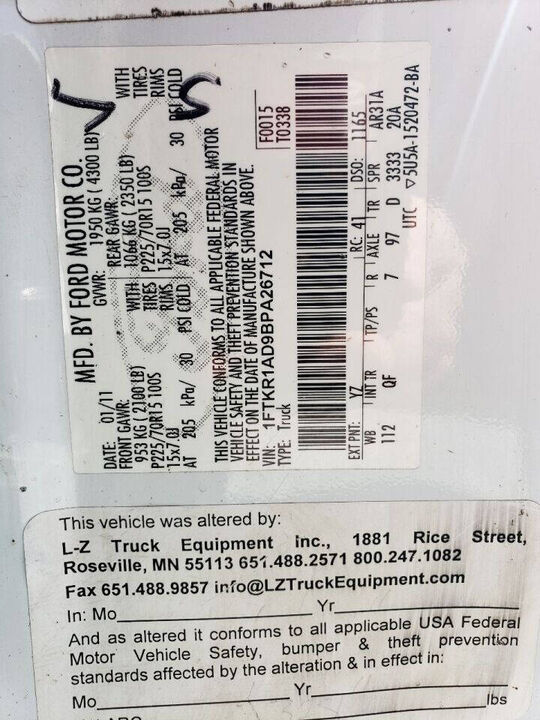 MFD. BY FORD MOTOR CO.
DATE: 01/11 GVWR: 1950 KG ( 4300 LB)
FRONT GAWR: REAR GAWR:
953 KG ( 2100 LB) WITH 1066 KG ( 2350 LB) WITH
P225/70R15 100S TIRES P225/70R15 100S TIRES
15x7.0J RIMS 15x7.0J RIMS
AT 205 kPa/ 30 PSI COLD AT 205 kPa/ 30 PSI COLD
THIS VEHICLE CONFORMS TO ALL APPLICABLE FEDERAL MOTOR
VEHICLE SAFETY AND THEFT PREVENTION STANDARDS IN
EFFECT ON THE DATE OF MANUFACTURE SHOWN ABOVE.
VIN: 1FTKR1AD9BPA26712 F0015
TYPE: Truck T0338
EXT PNT: YZ RC: 41 DSO: 1165
WB INT TR TP/PS R AXLE TR SPR AR31A
112 QF 7 97 D 3333 20A
UTC ▽5U5A-1520472-BA
This vehicle was altered by:
L-Z Truck Equipment Inc., 1881 Rice Street,
Roseville, MN 55113 651.488.2571 800.247.1082
Fax 651.488.9857 info@LZTruckEquipment.com
In: Mo Yr
And as altered it conforms to all applicable USA Federal
Motor Vehicle Safety, bumper & theft prevention
standards affected by the alteration & in effect in:
Mo Yr
lbs